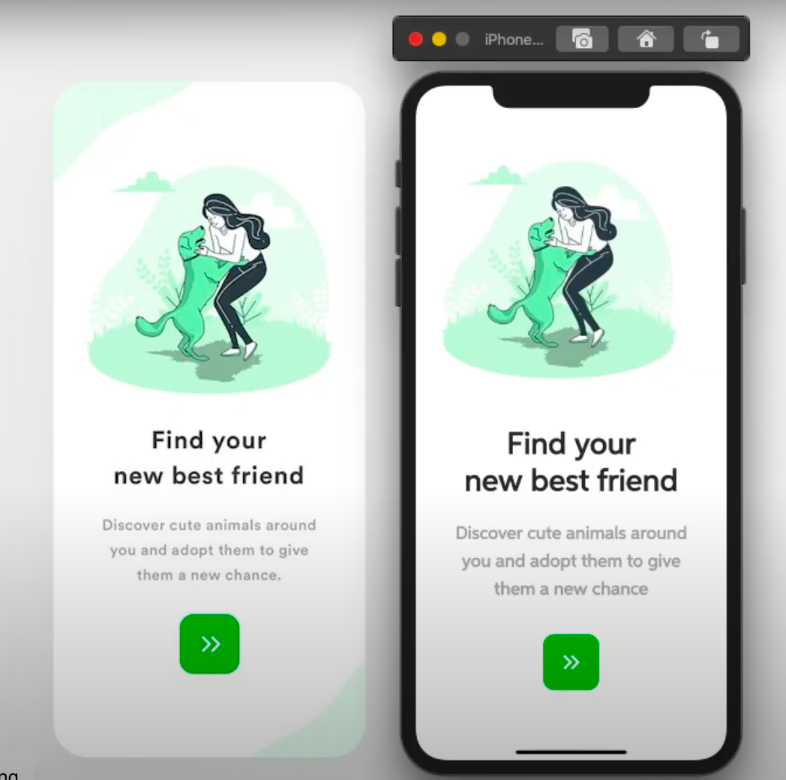 iPhone...
Find your
new best friend
Discover cute animals around
you and adopt them to give
them a new chance.
Find your
new best friend
Discover cute animals around
you and adopt them to give
them a new chance